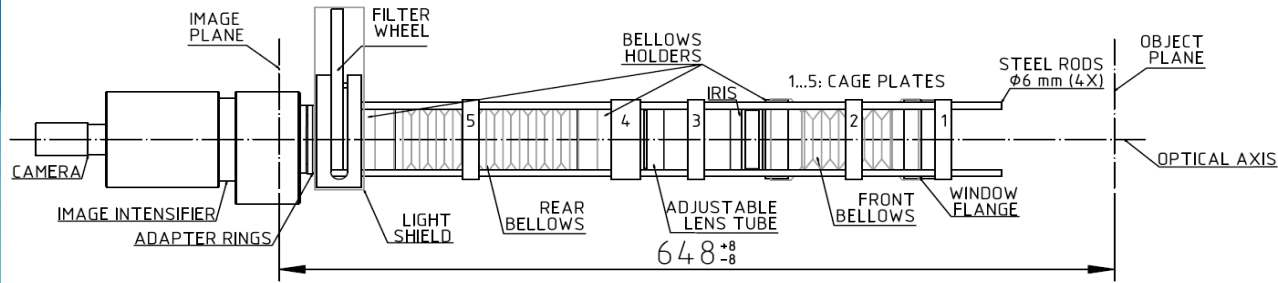 IMAGE
PLANE
FILTER
WHEEL
BELLOWS
HOLDERS
1...5: CAGE PLATES
STEEL RODS
ϕ6 mm (4X)
OBJECT
PLANE
IRIS
5
4
3
2
1
CAMERA
IMAGE INTENSIFIER
ADAPTER RINGS
LIGHT
SHIELD
REAR
BELLOWS
ADJUSTABLE
LENS TUBE
FRONT
BELLOWS
WINDOW
FLANGE
OPTICAL AXIS
648 +8 -8